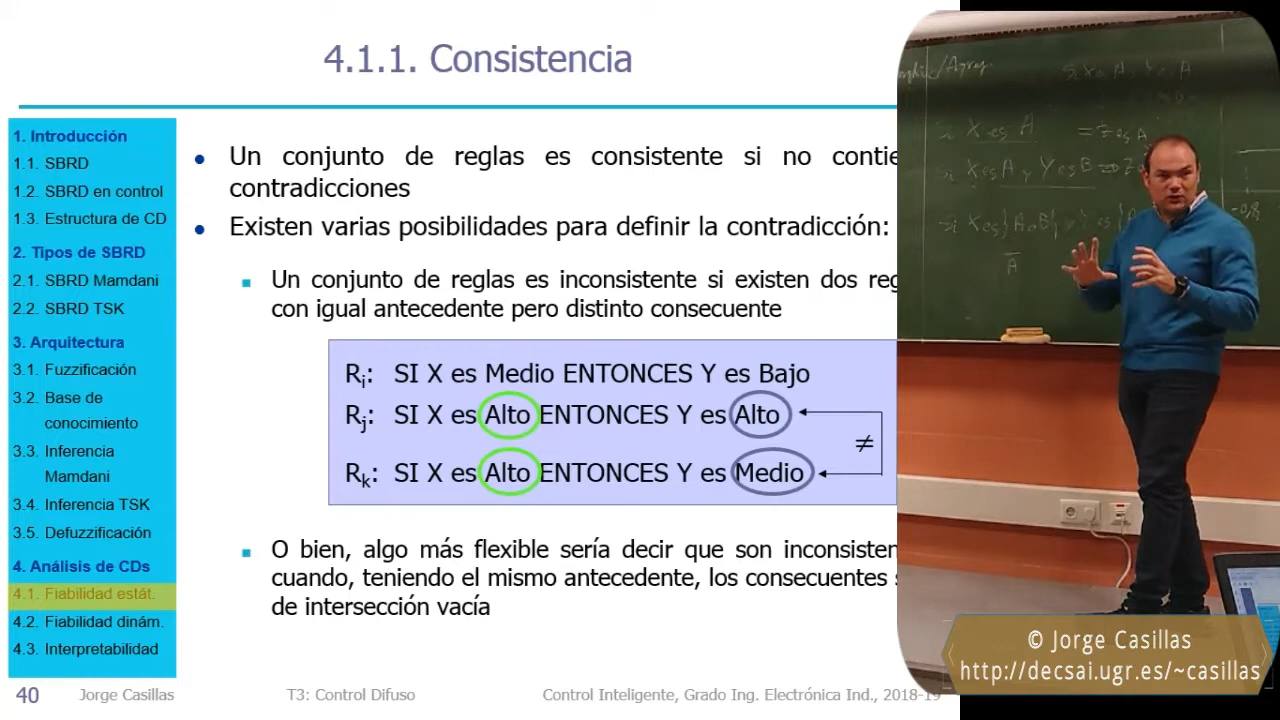 4.1.1. Consistencia
1. Introducción
1.1. SBRD
1.2. SBRD en control
1.3. Estructura de CD
2. Tipos de SBRD
2.1. SBRD Mamdani
2.2. SBRD TSK
3. Arquitectura
3.1. Fuzzificación
3.2. Base de
conocimiento
3.3. Inferencia
Mamdani
3.4. Inferencia TSK
3.5. Defuzzificación
4. Análisis de CDs
4.1. Fiabilidad estát.
4.2. Fiabilidad dinám.
4.3. Interpretabilidad
Un conjunto de reglas es consistente si no contie
contradicciones
Existen varias posibilidades para definir la contradicción:
Un conjunto de reglas es inconsistente si existen dos reg
con igual antecedente pero distinto consecuente
Ri: SI X es Medio ENTONCES Y es Bajo
Rj: SI X es Alto ENTONCES Y es Alto
≠
Rk: SI X es Alto ENTONCES Y es Medio
O bien, algo más flexible sería decir que son inconsisten
cuando, teniendo el mismo antecedente, los consecuentes s
de intersección vacía
40 Jorge Casillas T3: Control Difuso Control Inteligente, Grado Ing. Electrónica Ind., 2018-19
Si X es A
Si X es A y Y es B
© Jorge Casillas
http://decsai.ugr.es/~casillas